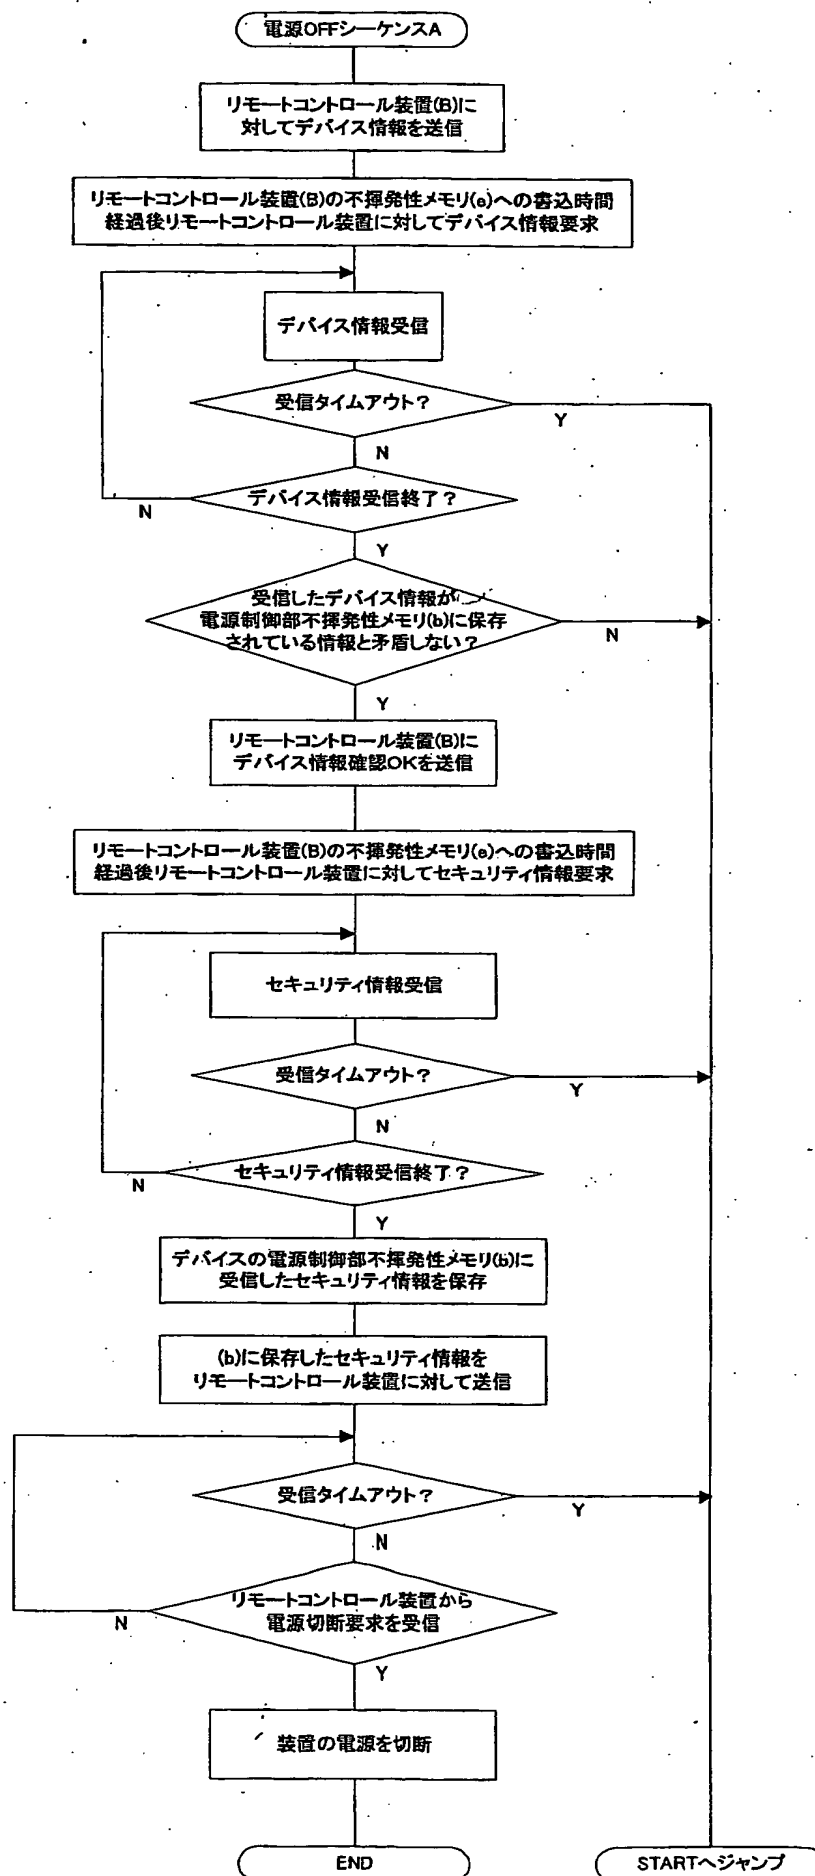 電源OFFシーケンスA
リモートコントロール装置(B)に
対してデバイス情報を送信
リモートコントロール装置(B)の不揮発性メモリ(e)への書込時間
経過後リモートコントロール装置に対してデバイス情報要求
デバイス情報受信
受信タイムアウト?
Y
N
デバイス情報受信終了?
N
Y
受信したデバイス情報が
電源制御部不揮発性メモリ(b)に保存
されている情報と矛盾しない?
N
Y
リモートコントロール装置(B)に
デバイス情報確認OKを送信
リモートコントロール装置(B)の不揮発性メモリ(e)への書込時間
経過後リモートコントロール装置に対してセキュリティ情報要求
セキュリティ情報受信
受信タイムアウト?
Y
N
セキュリティ情報受信終了?
N
Y
デバイスの電源制御部不揮発性メモリ(b)に
受信したセキュリティ情報を保存
(b)に保存したセキュリティ情報を
リモートコントロール装置に対して送信
受信タイムアウト?
Y
N
リモートコントロール装置から
電源切断要求を受信
N
Y
装置の電源を切断
END
STARTへジャンプ